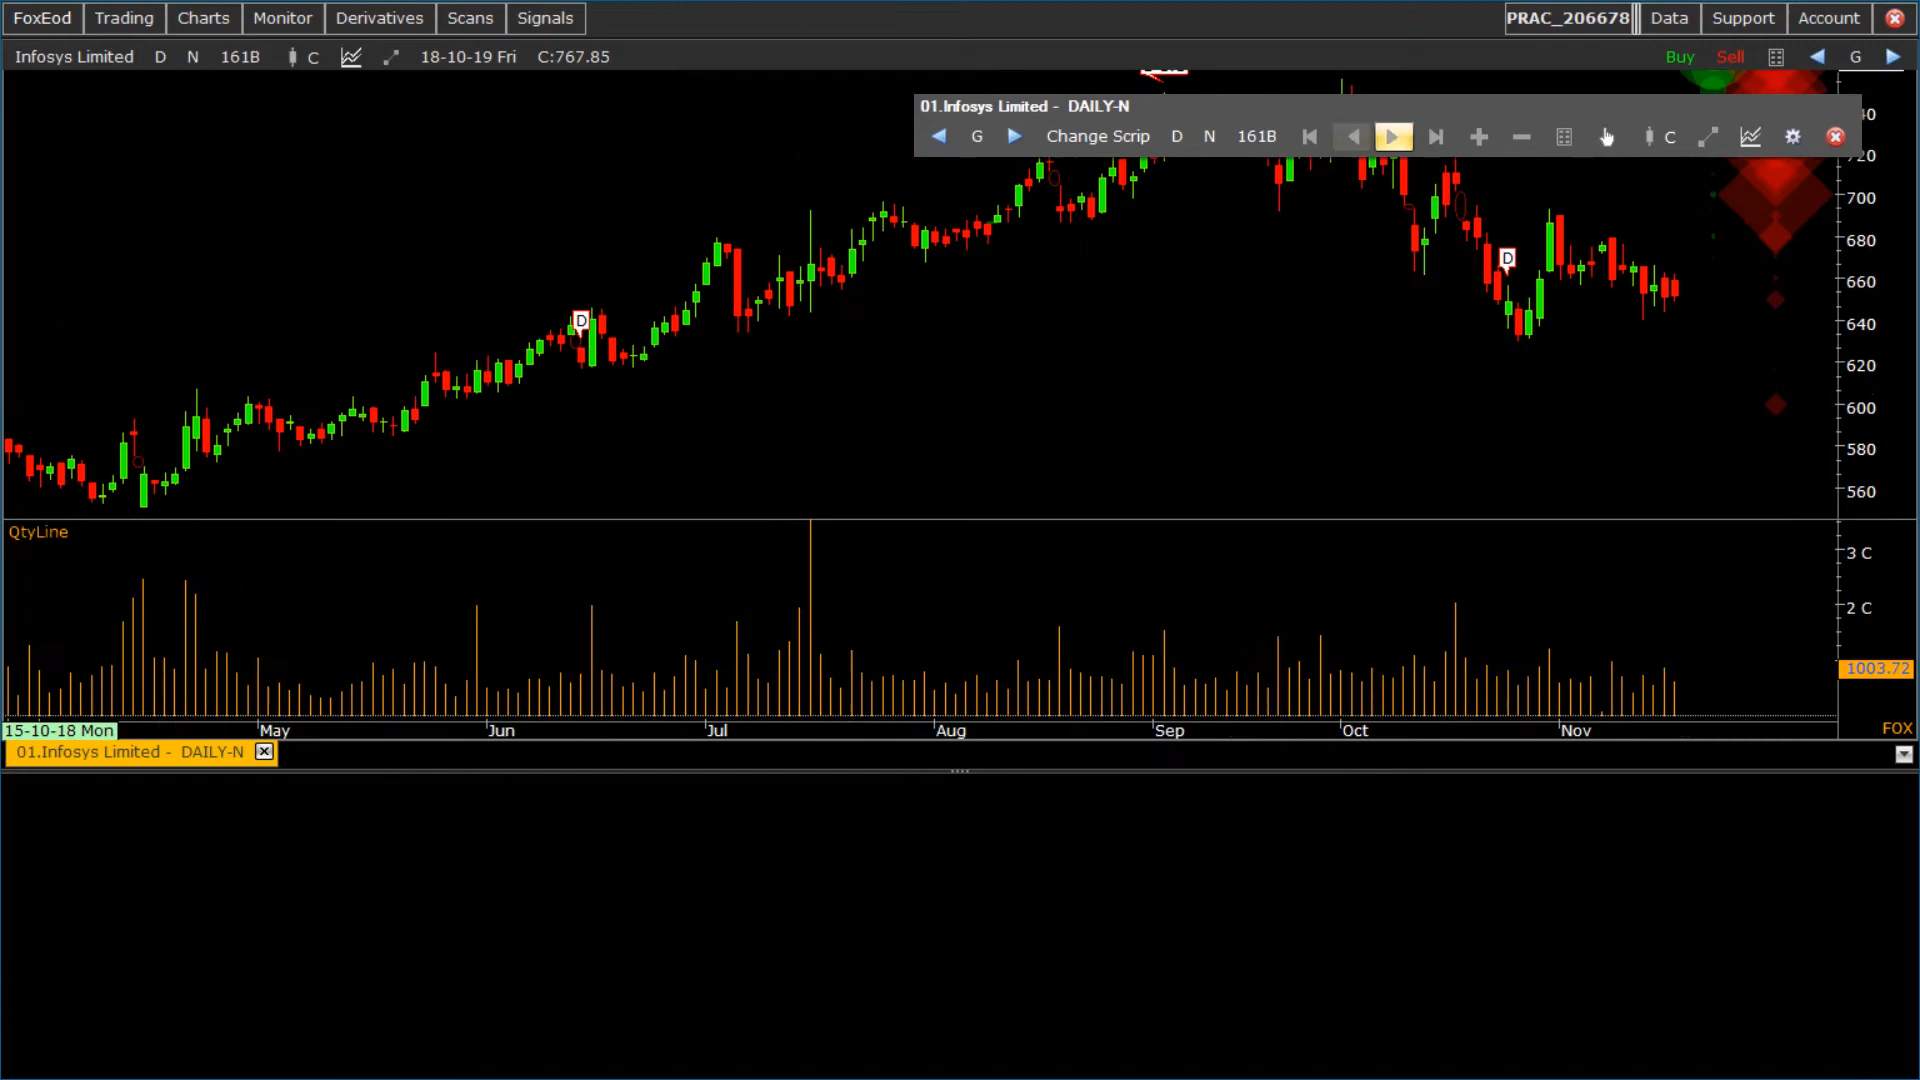 FoxEod Trading Charts Monitor Derivatives Scans Signals PRAC_206678 Data Support Account
Infosys Limited D N 161B C 18-10-19 Fri C:767.85 Buy Sell G
01.Infosys Limited - DAILY-N
G Change Scrip D N 161B C
720
700
680
660
640
620
600
580
560
D
D
QtyLine
3 C
2 C
1003.72
15-10-18 Mon May Jun Jul Aug Sep Oct Nov FOX
01.Infosys Limited - DAILY-N